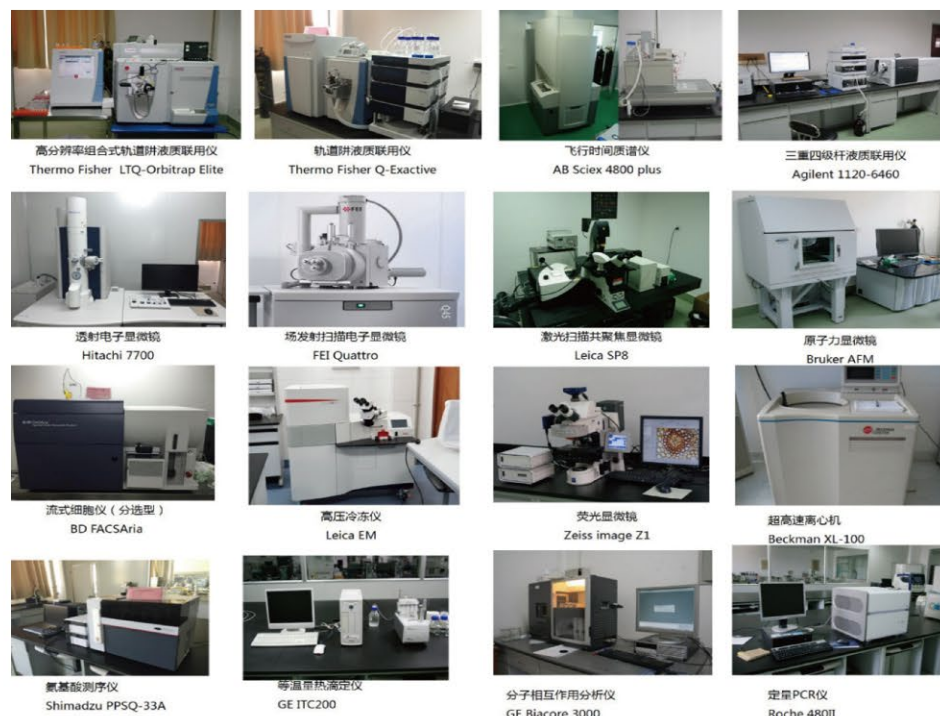 高分辨率组合式轨道阱液质联用仪
Thermo Fisher LTQ-Orbitrap Elite
轨道阱液质联用仪
Thermo Fisher Q-Exactive
飞行时间质谱仪
AB Sciex 4800 plus
三重四级杆液质联用仪
Agilent 1120-6460
FEI
透射电子显微镜
Hitachi 7700
场发射扫描电子显微镜
FEI Quattro
激光扫描共聚焦显微镜
Leica SP8
原子力显微镜
Bruker AFM
流式细胞仪（分选型）
BD FACSAria
高压冷冻仪
Leica EM
荧光显微镜
Zeiss image Z1
超高速离心机
Beckman XL-100
氨基酸测序仪
Shimadzu PPSQ-33A
等温量热滴定仪
GE ITC200
分子相互作用分析仪
GE Biacore 3000
定量PCR仪
Roche 480II